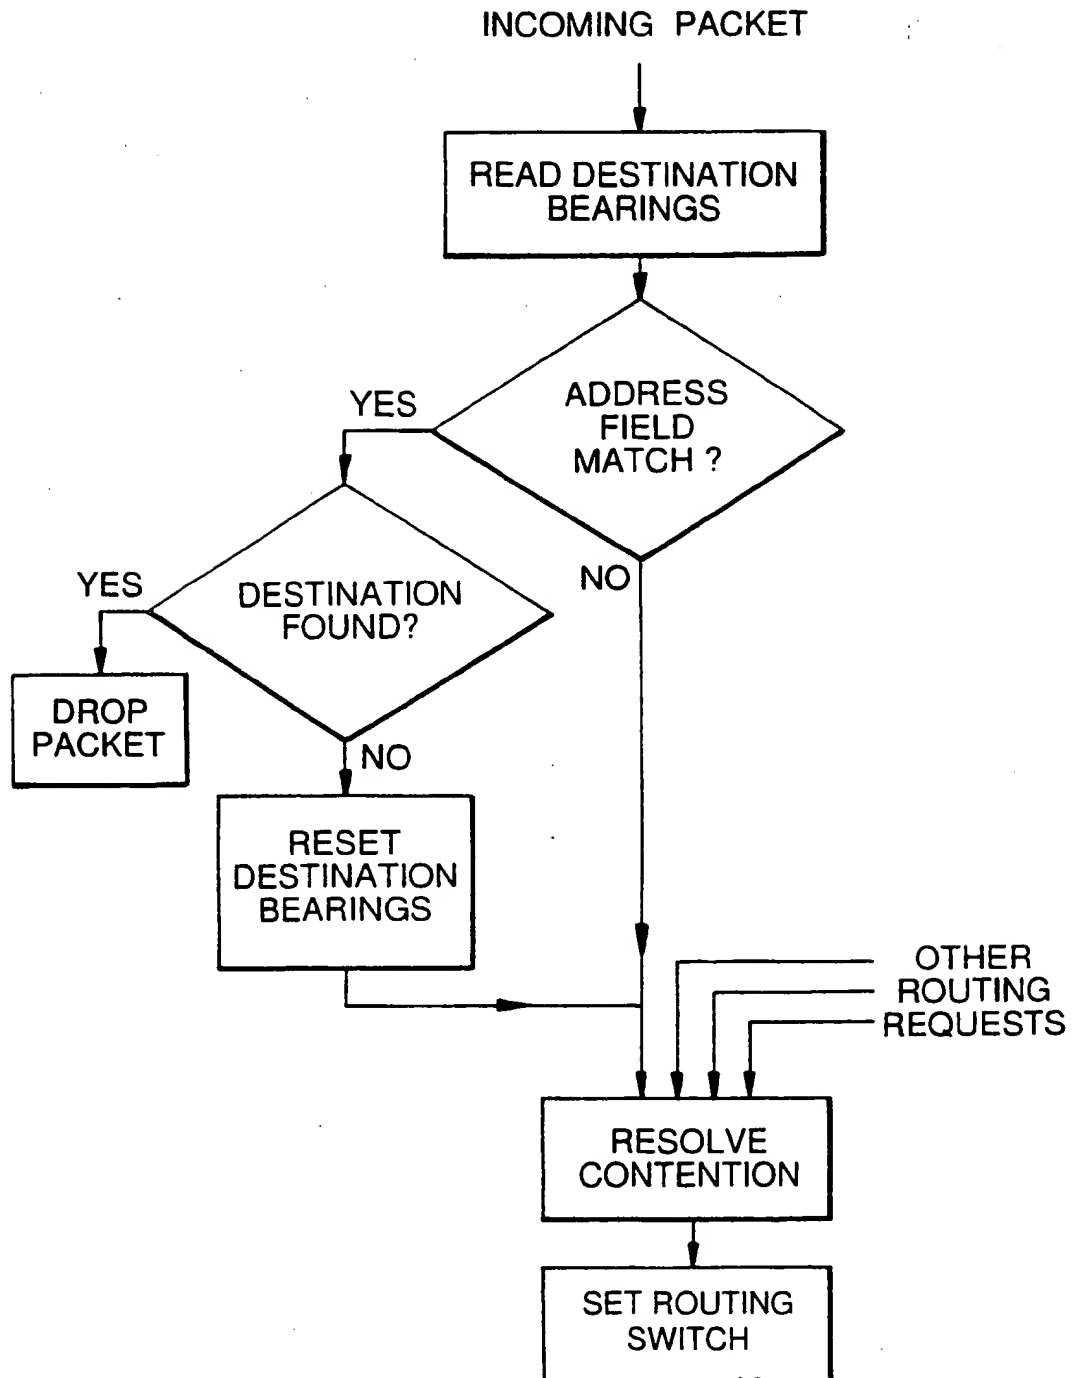 INCOMING PACKET
READ DESTINATION
BEARINGS
ADDRESS
FIELD
MATCH ?
YES
NO
DESTINATION
FOUND?
YES
DROP
PACKET
NO
RESET
DESTINATION
BEARINGS
OTHER
ROUTING
REQUESTS
RESOLVE
CONTENTION
SET ROUTING
SWITCH